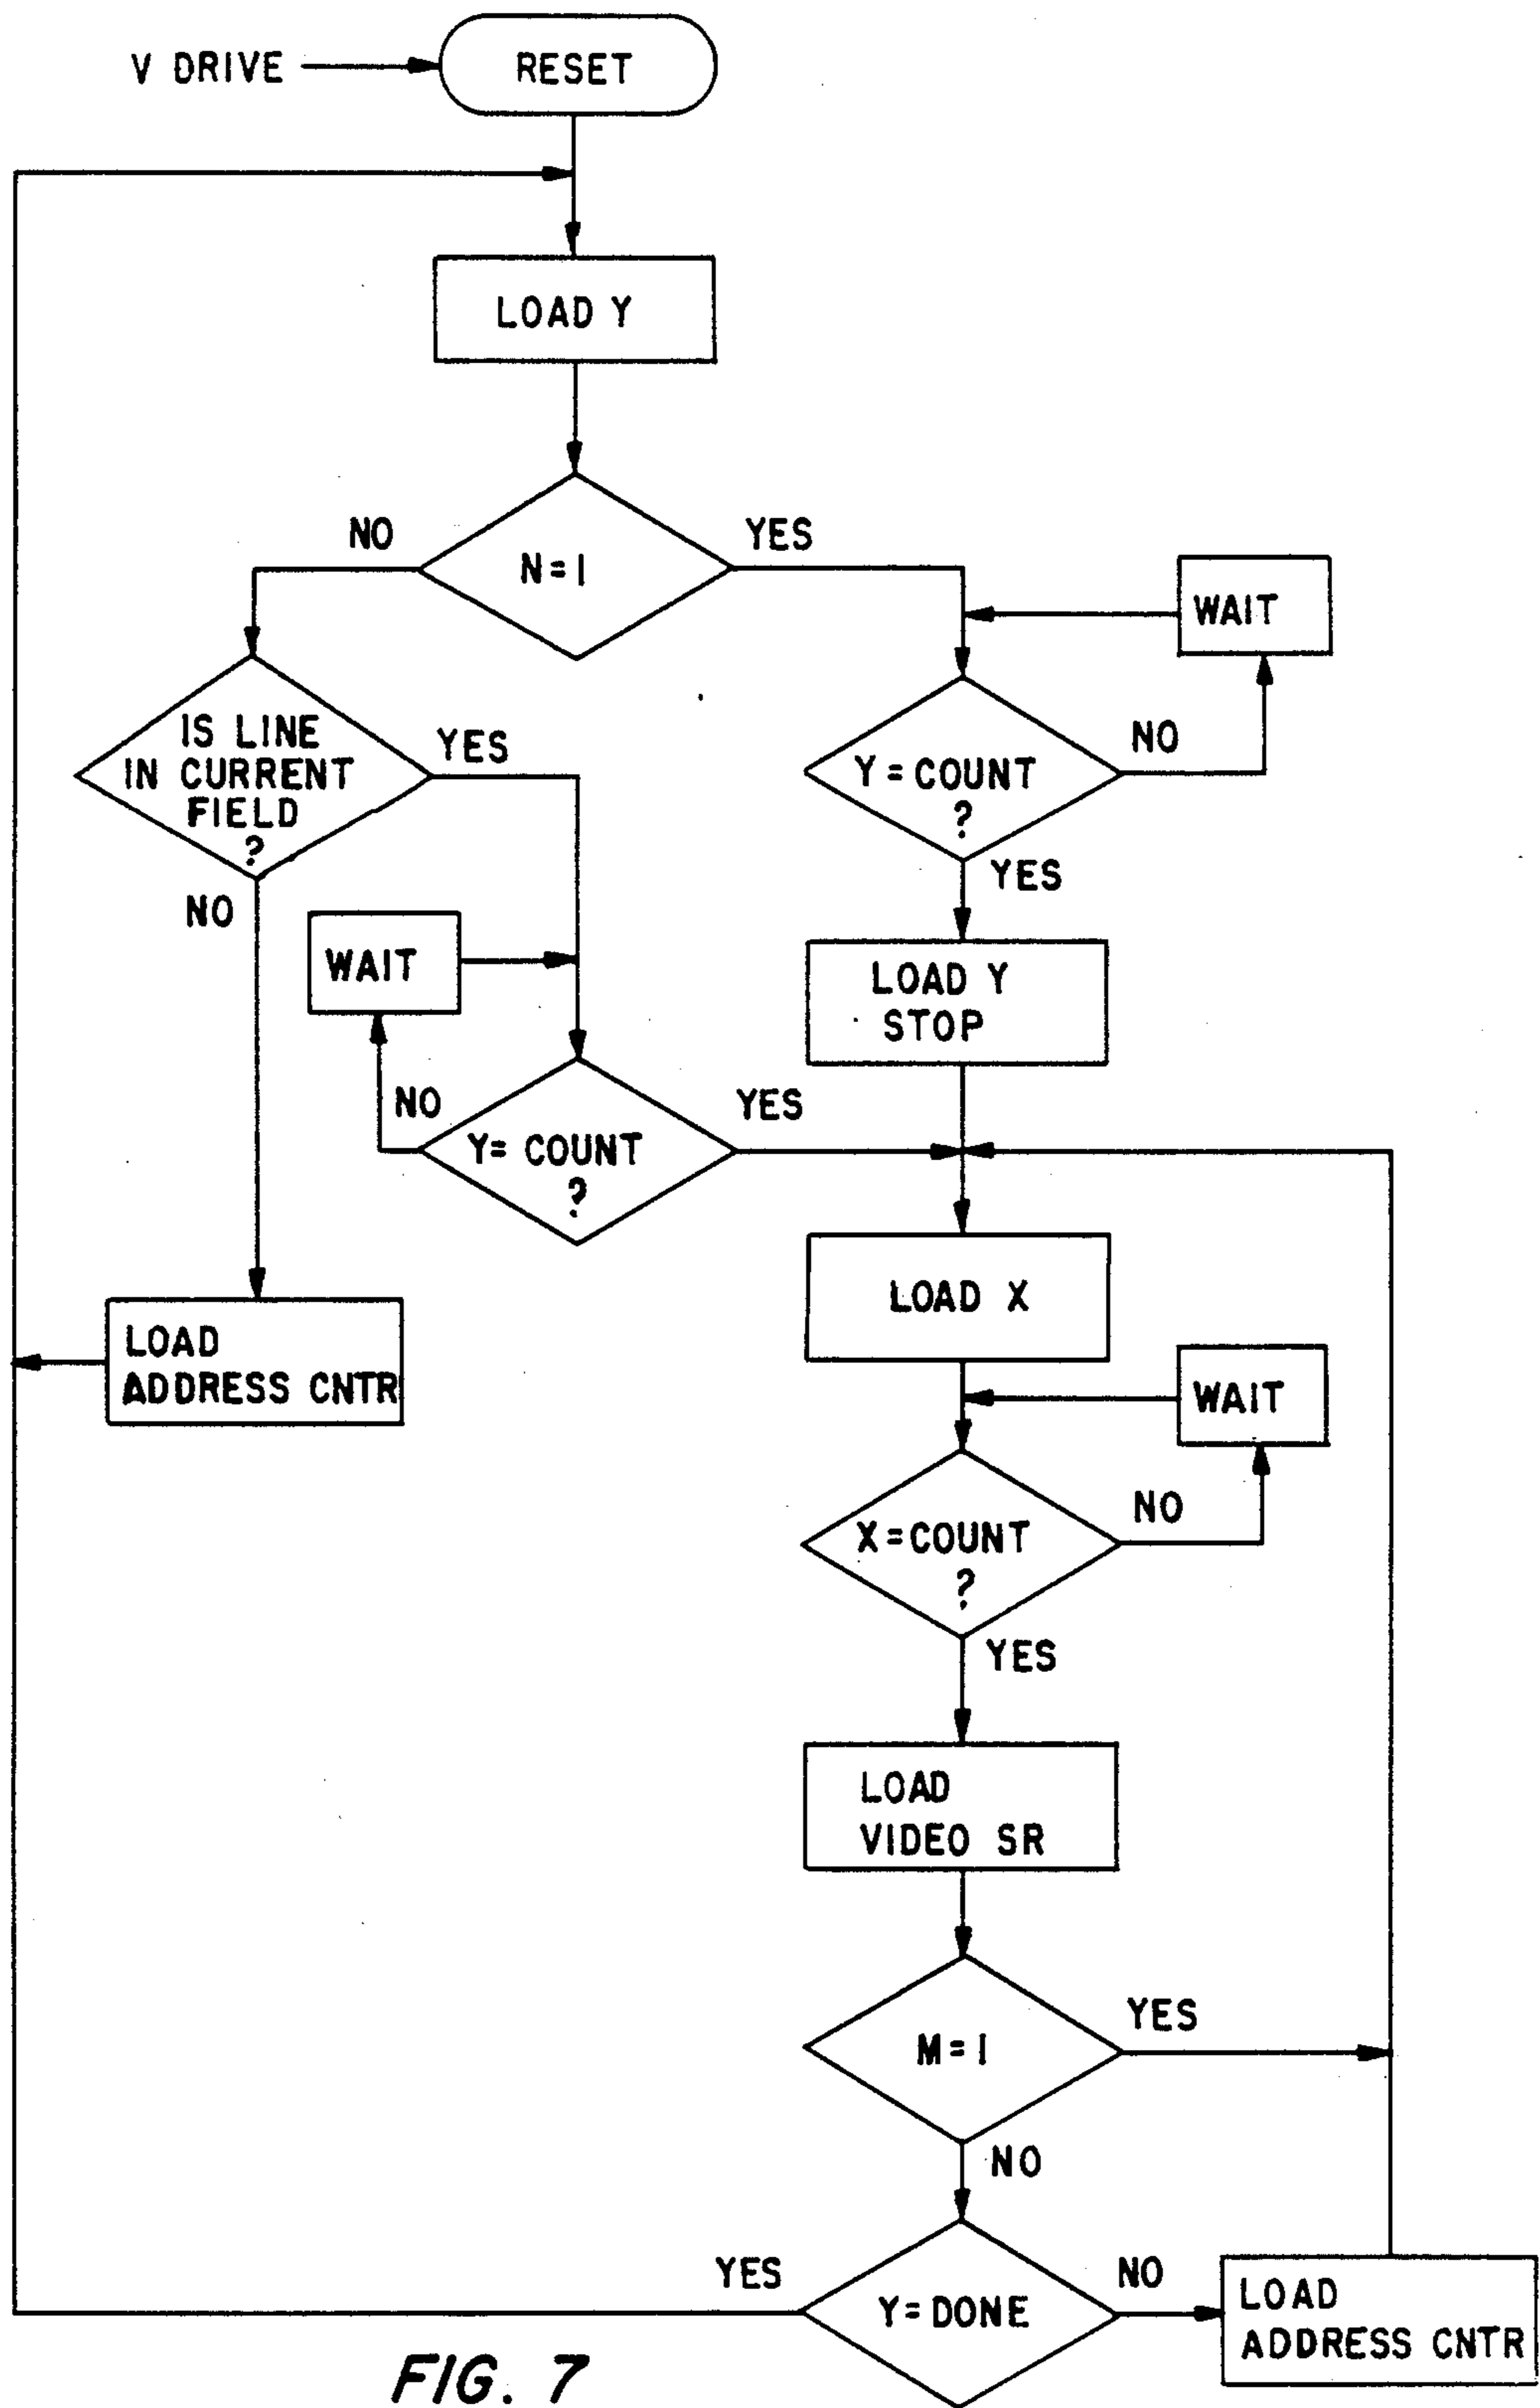 V DRIVE
RESET
LOAD Y
NO
N=1
YES
WAIT
IS LINE
IN CURRENT
FIELD
?
YES
NO
Y=COUNT
?
NO
YES
WAIT
LOAD Y
STOP
NO
Y= COUNT
?
YES
LOAD X
LOAD
ADDRESS CNTR
WAIT
X=COUNT
?
NO
YES
LOAD
VIDEO SR
M=1
YES
NO
YES
Y=DONE
NO
LOAD
ADDRESS CNTR
FIG. 7